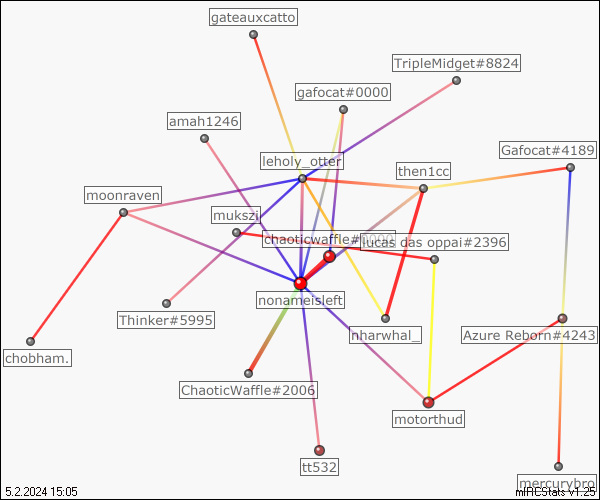 gateauxcatto
TripleMidget#8824
gafocat#0000
amah1246
Gafocat#4189
leholy_otter
then1cc
moonraven
mukszi
chaoticwaffle#0000
lucas das oppai#2396
nonameisleft
Thinker#5995
nharwhal_
Azure Reborn#4243
chobham.
ChaoticWaffle#2006
motorthud
tt532
mercurybro
5.2.2024 15:05
mIRCStats v1.25